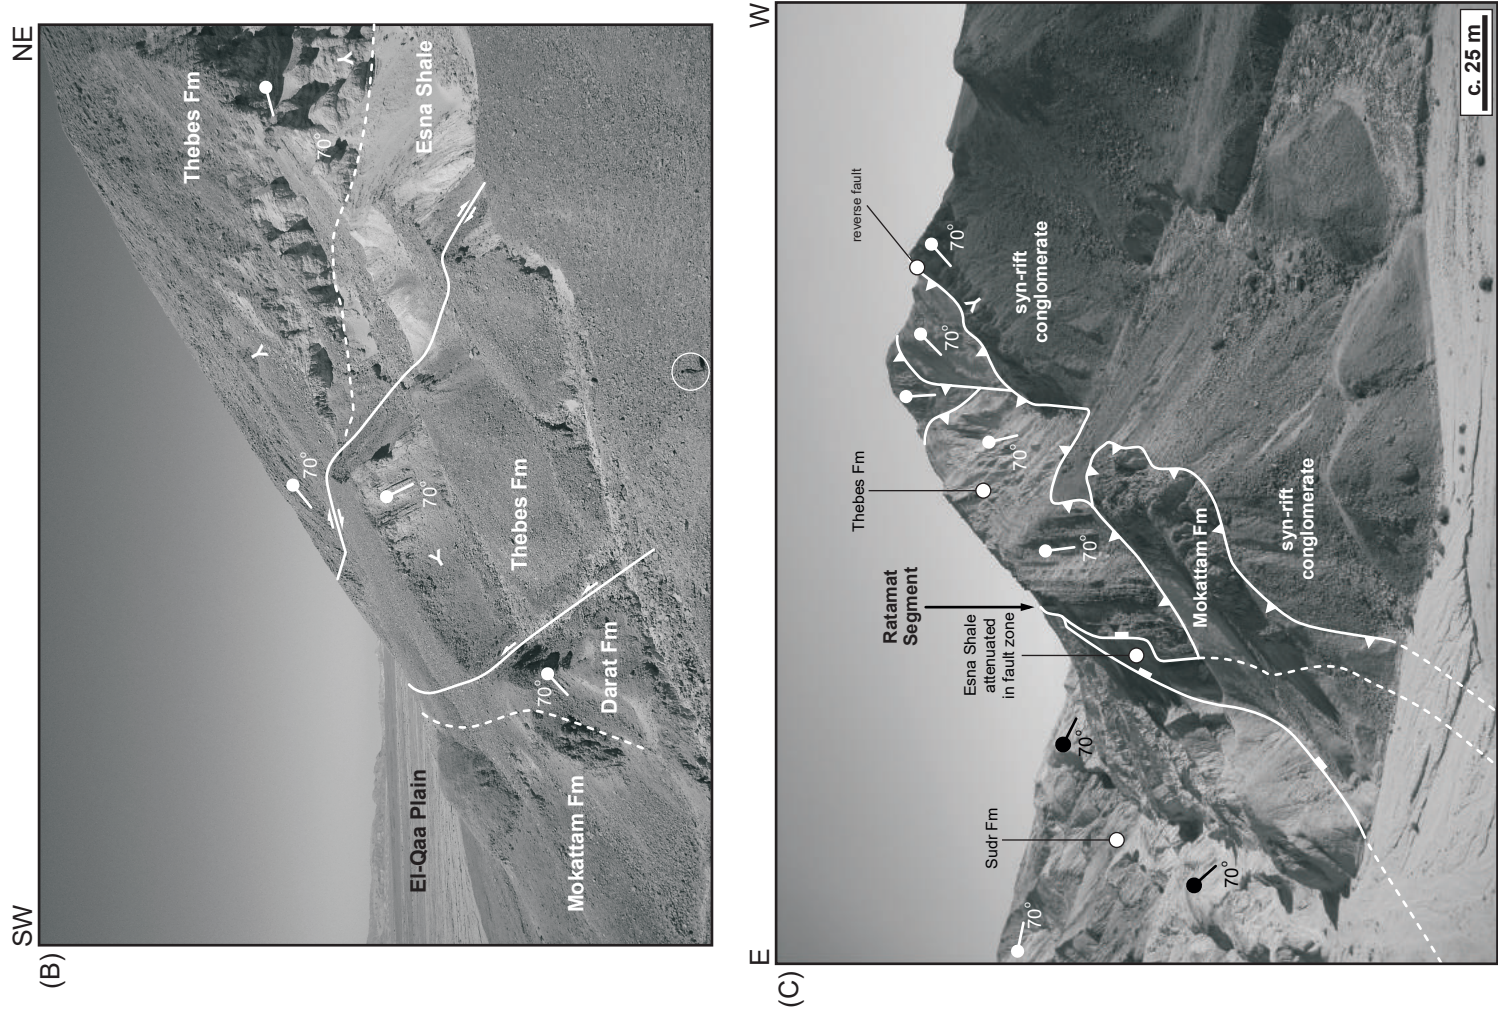 (B)
SW
NE
Thebes Fm
70°
Esna Shale
70°
70°
Thebes Fm
El-Qaa Plain
Darat Fm
70°
Mokattam Fm
(C)
E
W
reverse fault
70°
70°
syn-rift
conglomerate
Thebes Fm
70°
70°
Ratamat
Segment
Esna Shale
attenuated
in fault zone
Mokattam Fm
syn-rift
conglomerate
Sudr Fm
70°
70°
70°
c. 25 m